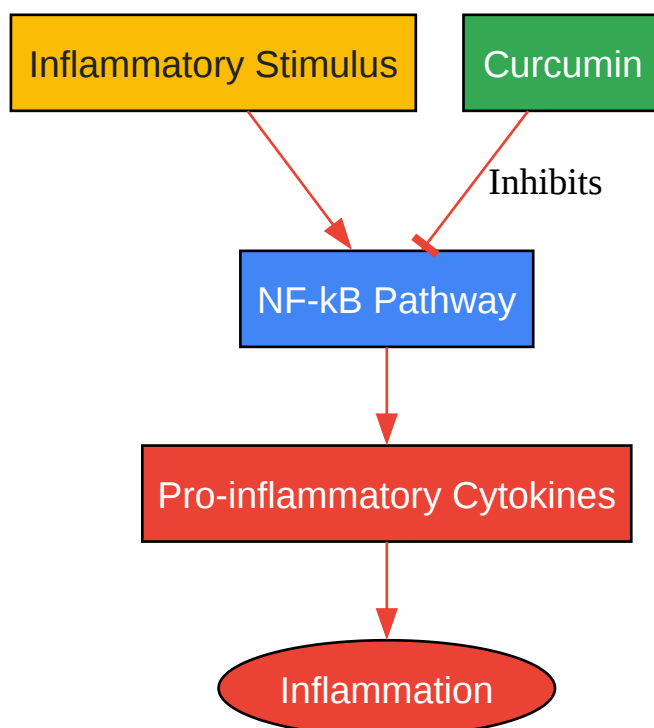 Inflammatory Stimulus
Curcumin
Inhibits
NF-kB Pathway
Pro-inflammatory Cytokines
Inflammation